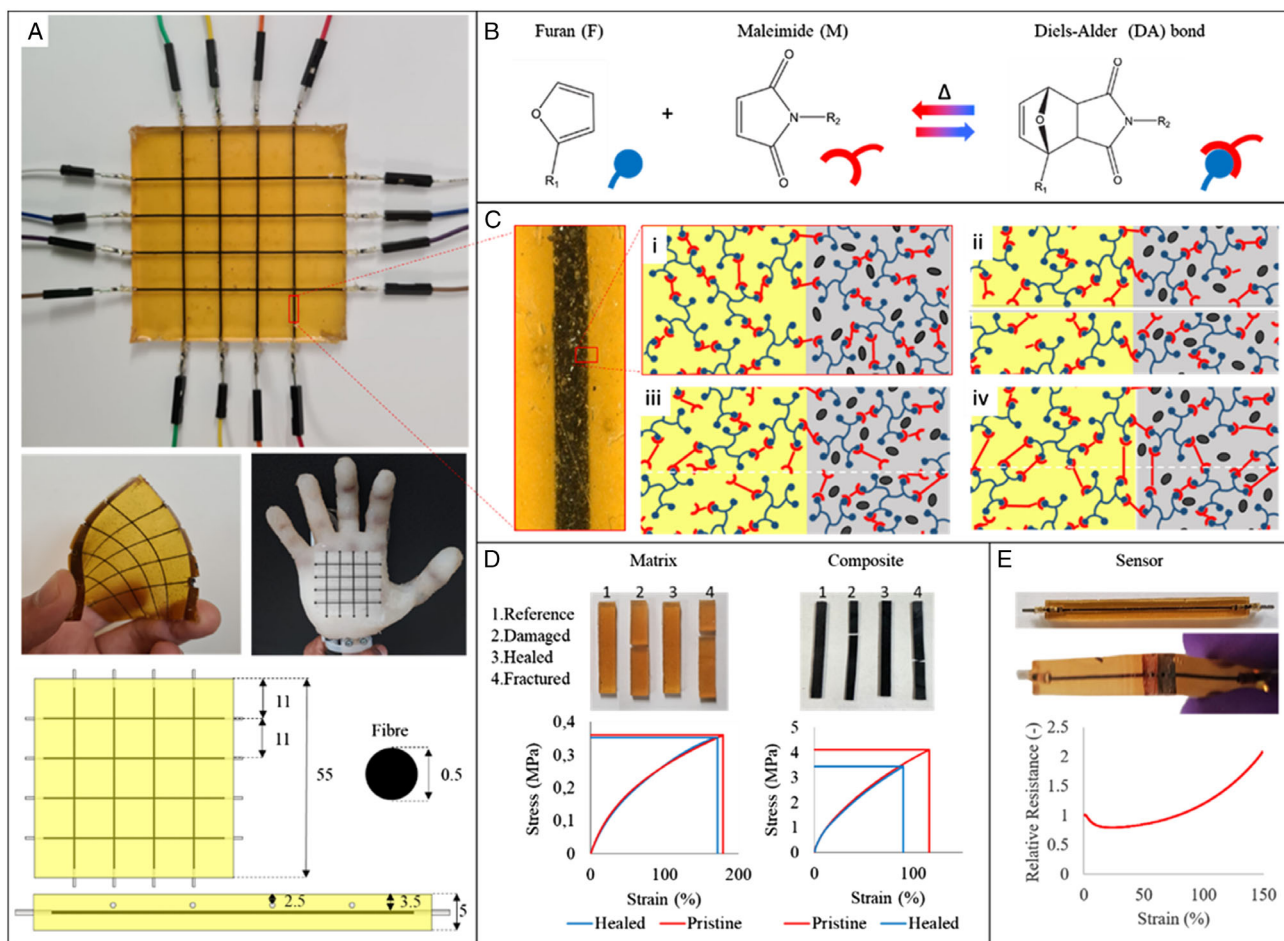 A
11
11
55
Fibre
0.5
2.5
3.5
5
B
Furan (F)
Maleimide (M)
Diels-Alder (DA) bond
O
R1
+
O
N
R2
O
Δ
O
O
N
R2
O
R1
C
i
ii
iii
iv
D
Matrix
Composite
1 2 3 4
1 2 3 4
1.Reference
2.Damaged
3.Healed
4.Fractured
Stress (MPa)
0,4
0,3
0,2
0,1
0
0 100 200
Strain (%)
Healed Pristine
Stress (MPa)
5
4
3
2
1
0
0 100
Strain (%)
Pristine Healed
E
Sensor
Relative Resistance (-)
2.5
2
1.5
1
0.5
0
0 50 100 150
Strain (%)